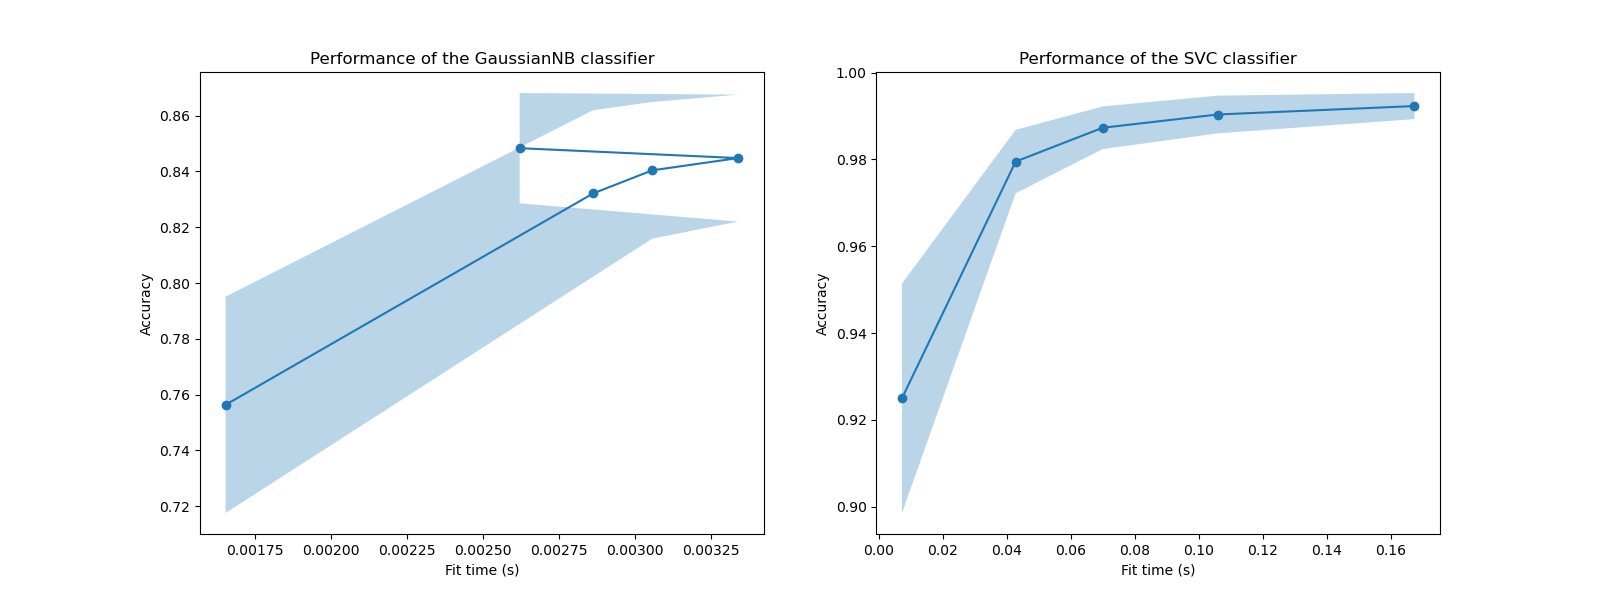 Performance of the GaussianNB classifier
Accuracy
0.86
0.84
0.82
0.80
0.78
0.76
0.74
0.72
0.00175 0.00200 0.00225 0.00250 0.00275 0.00300 0.00325
Fit time (s)
Performance of the SVC classifier
Accuracy
1.00
0.98
0.96
0.94
0.92
0.90
0.00 0.02 0.04 0.06 0.08 0.10 0.12 0.14 0.16
Fit time (s)